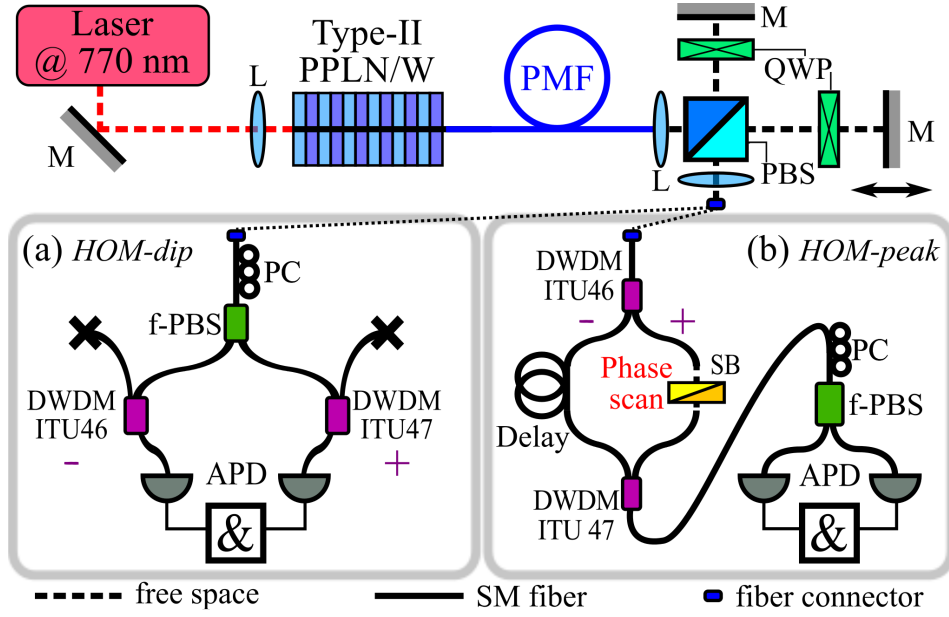 Laser
@ 770 nm
M
L
Type-II
PPLN/W
PMF
L
PBS
M
QWP
M
(a) HOM-dip
PC
f-PBS
DWDM
ITU46
-
DWDM
ITU47
+
APD
&
(b) HOM-peak
DWDM
ITU46
-
+
Delay
Phase
scan
SB
DWDM
ITU 47
PC
f-PBS
APD
&
free space
SM fiber
fiber connector